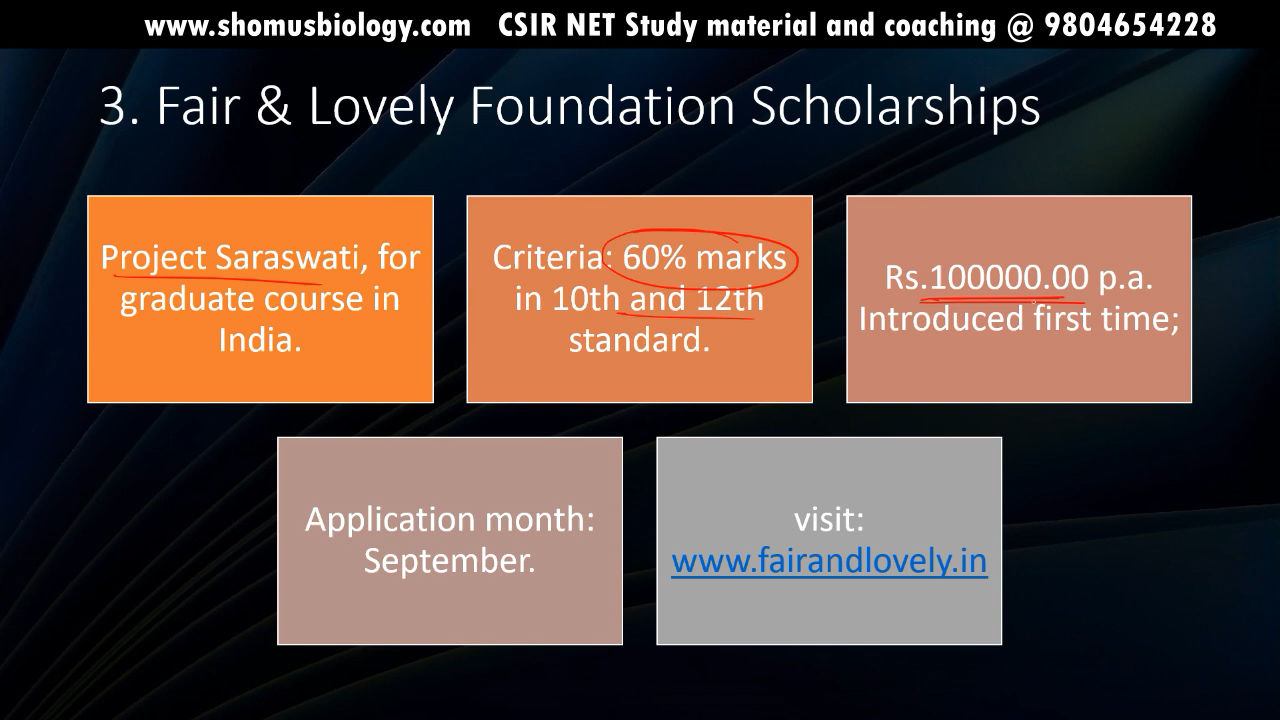 www.shomusbiology.com CSIR NET Study material and coaching @ 9804654228
3. Fair & Lovely Foundation Scholarships
Project Saraswati, for
graduate course in
India.
Criteria: 60% marks
in 10th and 12th
standard.
Rs.100000.00 p.a.
Introduced first time;
Application month:
September.
visit:
www.fairandlovely.in